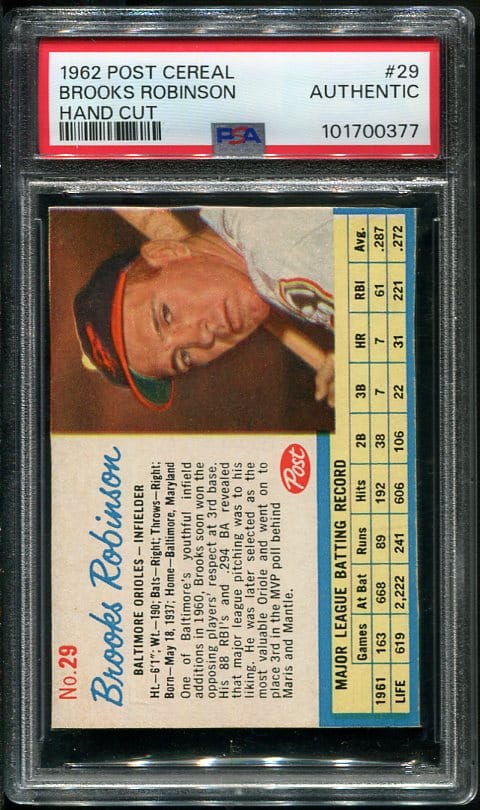 1962 POST CEREAL #29
BROOKS ROBINSON AUTHENTIC
HAND CUT PSA 101700377
No. 29
Brooks Robinson
BALTIMORE ORIOLES—INFIELDER
Ht.—6'1"; Wt.—190; Bats—Right; Throws—Right;
Born—May 18, 1937; Home—Baltimore, Maryland
One of Baltimore's youthful infield
additions in 1960, Brooks soon won the
opposing players' respect at 3rd base.
His 88 RBI's and .294 BA revealed
that major league pitching was to his
liking. He was later selected as the
most valuable Oriole and went on to
place 3rd in the MVP poll behind
Maris and Mantle.
Post
MAJOR LEAGUE BATTING RECORD
Games At Bat Runs Hits 2B 3B HR RBI Avg.
1961 163 668 89 192 38 7 7 61 .287
LIFE 619 2,222 241 606 106 22 31 221 .272